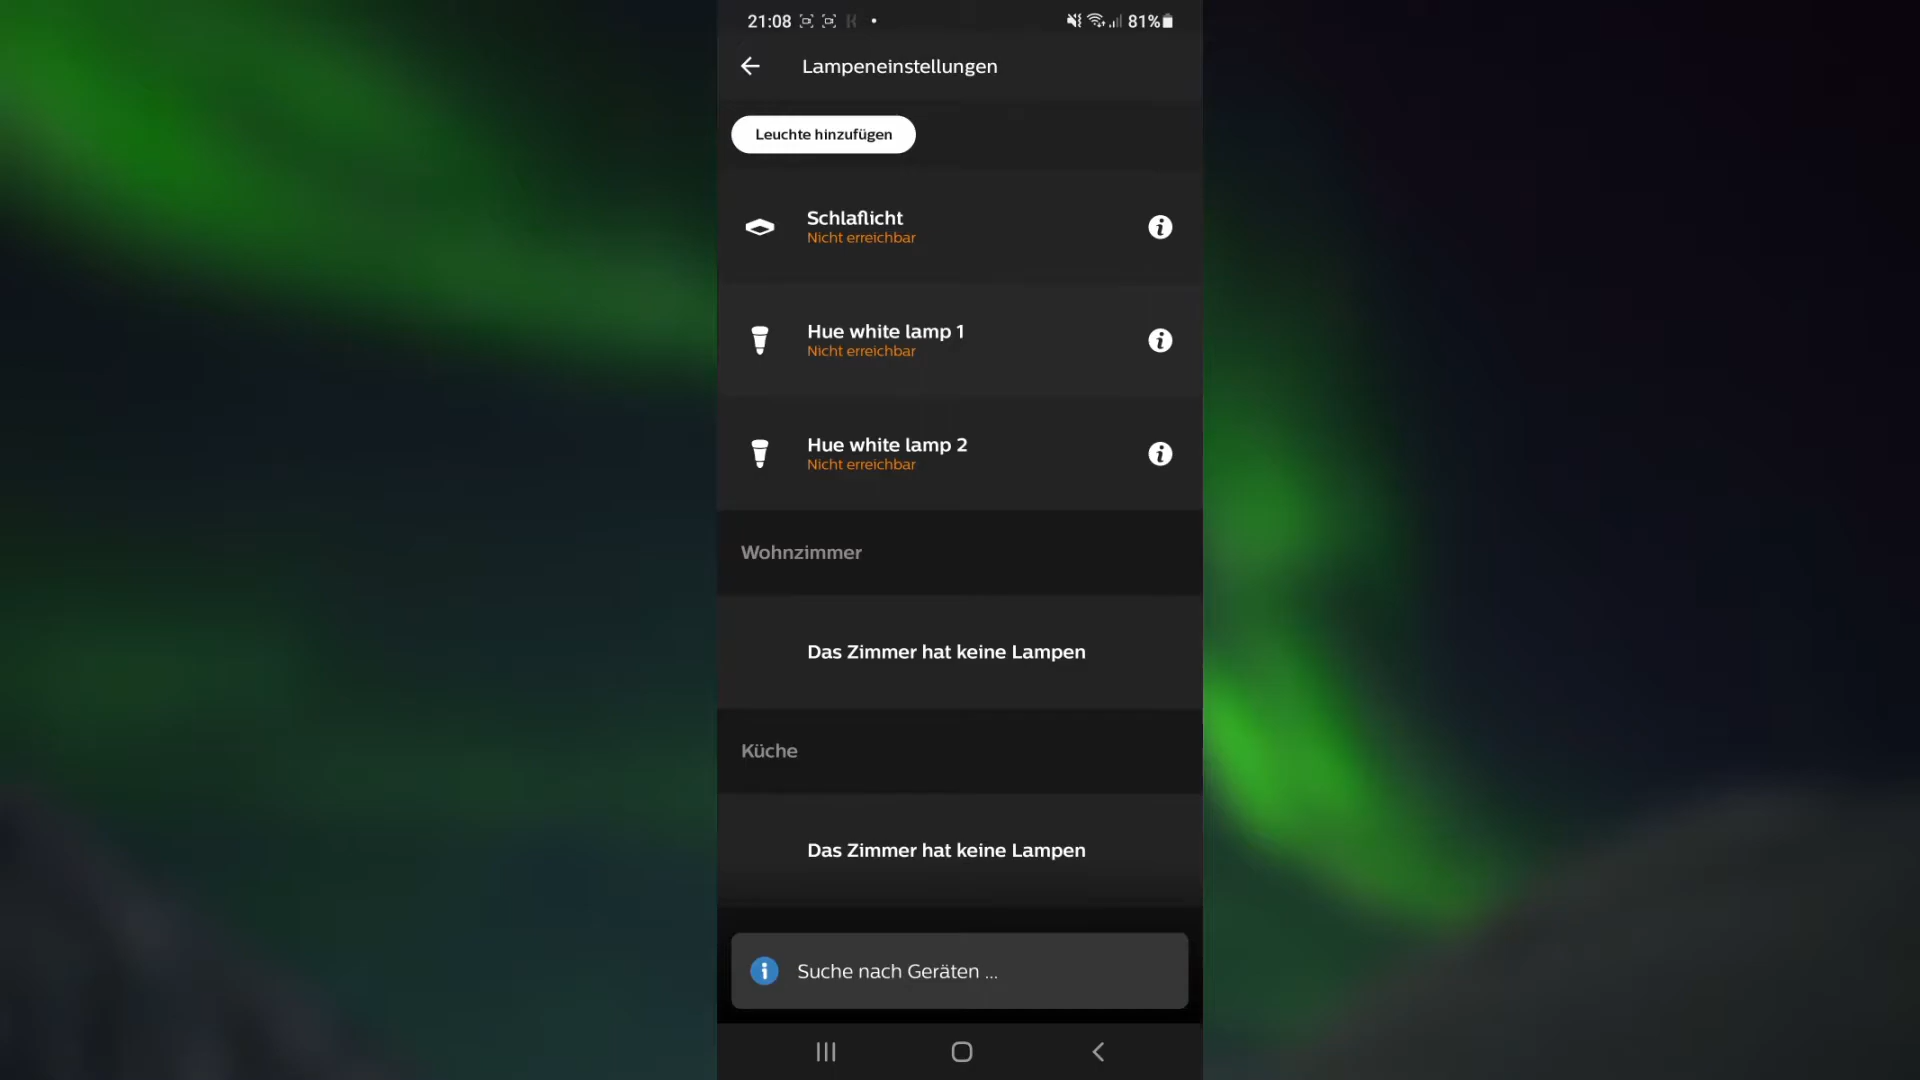 21:08
81%
Lampeneinstellungen
Leuchte hinzufügen
Schlaflicht
Nicht erreichbar
Hue white lamp 1
Nicht erreichbar
Hue white lamp 2
Nicht erreichbar
Wohnzimmer
Das Zimmer hat keine Lampen
Küche
Das Zimmer hat keine Lampen
Suche nach Geräten ...